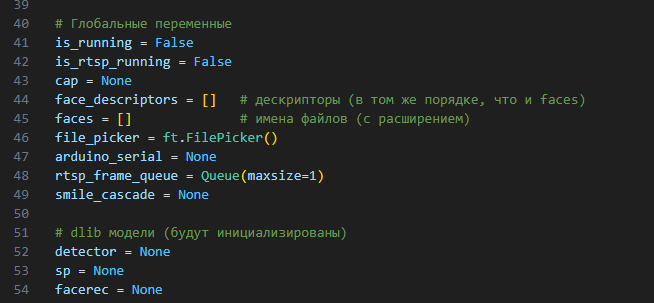 39
40 # Глобальные переменные
41 is_running = False
42 is_rtsp_running = False
43 cap = None
44 face_descriptors = [] # дескрипторы (в том же порядке, что и faces)
45 faces = [] # имена файлов (с расширением)
46 file_picker = ft.FilePicker()
47 arduino_serial = None
48 rtsp_frame_queue = Queue(maxsize=1)
49 smile_cascade = None
50
51 # dlib модели (будут инициализированы)
52 detector = None
53 sp = None
54 facerec = None